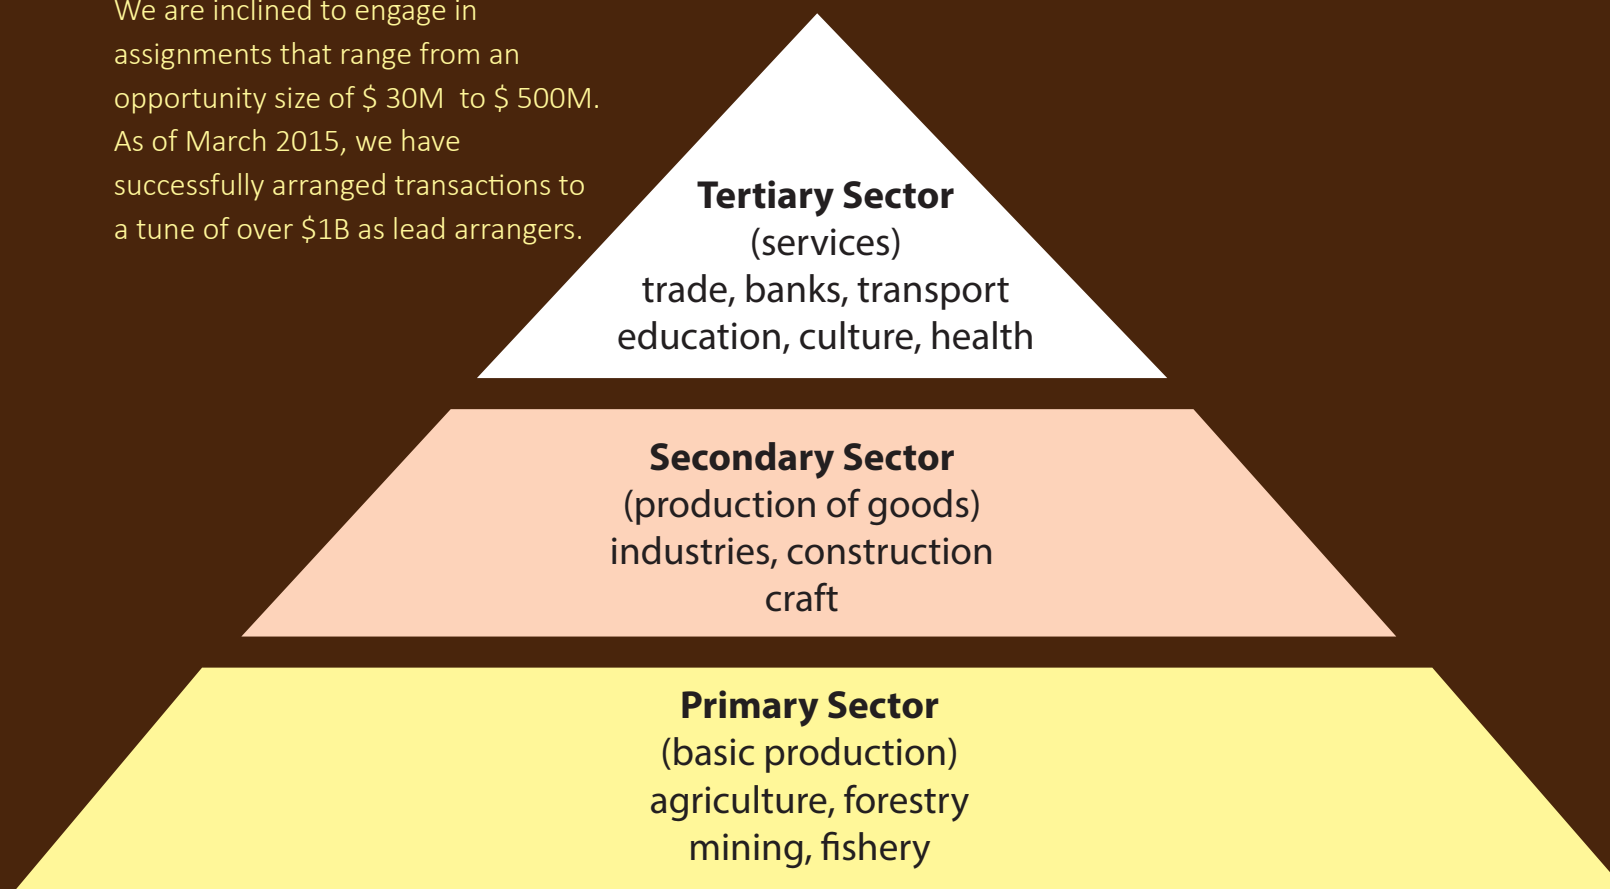 We are inclined to engage in
assignments that range from an
opportunity size of $ 30M  to $ 500M.
As of March 2015, we have
successfully arranged transactions to
a tune of over $1B as lead arrangers.
Tertiary Sector
(services)
trade, banks, transport
education, culture, health
Secondary Sector
(production of goods)
industries, construction
craft
Primary Sector
(basic production)
agriculture, forestry
mining, fishery